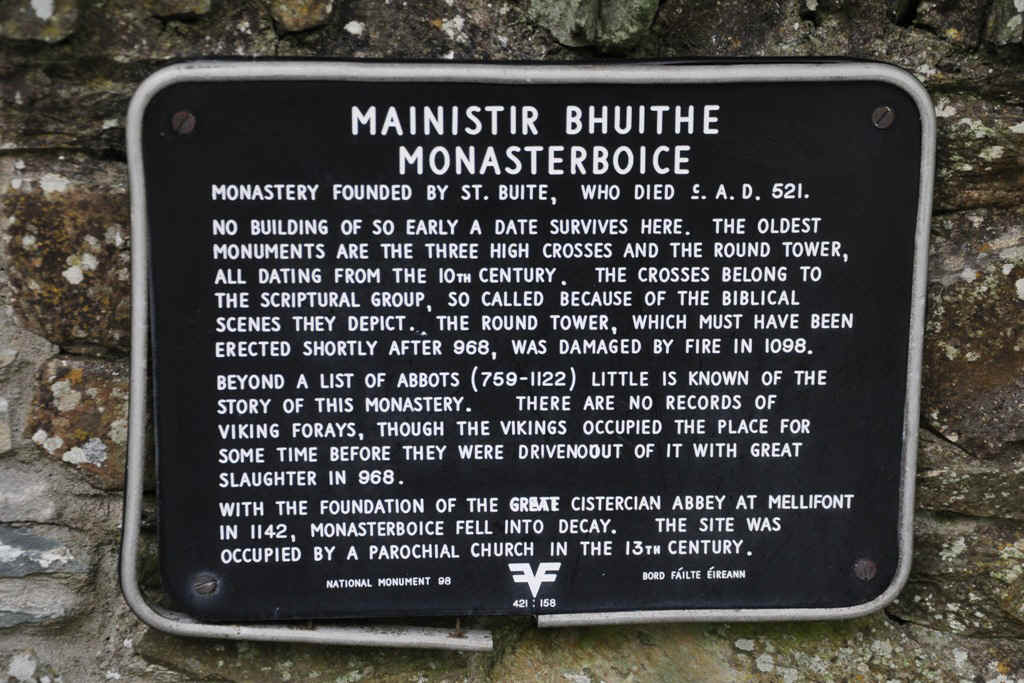 MAINISTIR BHUITHE
MONASTERBOICE
MONASTERY FOUNDED BY ST. BUITE, WHO DIED c. A.D. 521.
NO BUILDING OF SO EARLY A DATE SURVIVES HERE. THE OLDEST
MONUMENTS ARE THE THREE HIGH CROSSES AND THE ROUND TOWER,
ALL DATING FROM THE 10TH CENTURY. THE CROSSES BELONG TO
THE SCRIPTURAL GROUP, SO CALLED BECAUSE OF THE BIBLICAL
SCENES THEY DEPICT. THE ROUND TOWER, WHICH MUST HAVE BEEN
ERECTED SHORTLY AFTER 968, WAS DAMAGED BY FIRE IN 1098.
BEYOND A LIST OF ABBOTS (759-1122) LITTLE IS KNOWN OF THE
STORY OF THIS MONASTERY. THERE ARE NO RECORDS OF
VIKING FORAYS, THOUGH THE VIKINGS OCCUPIED THE PLACE FOR
SOME TIME BEFORE THEY WERE DRIVENOOUT OF IT WITH GREAT
SLAUGHTER IN 968.
WITH THE FOUNDATION OF THE GREAT CISTERCIAN ABBEY AT MELLIFONT
IN 1142, MONASTERBOICE FELL INTO DECAY. THE SITE WAS
OCCUPIED BY A PAROCHIAL CHURCH IN THE 13TH CENTURY.
NATIONAL MONUMENT 98
BORD FÁILTE ÉIREANN
421:158